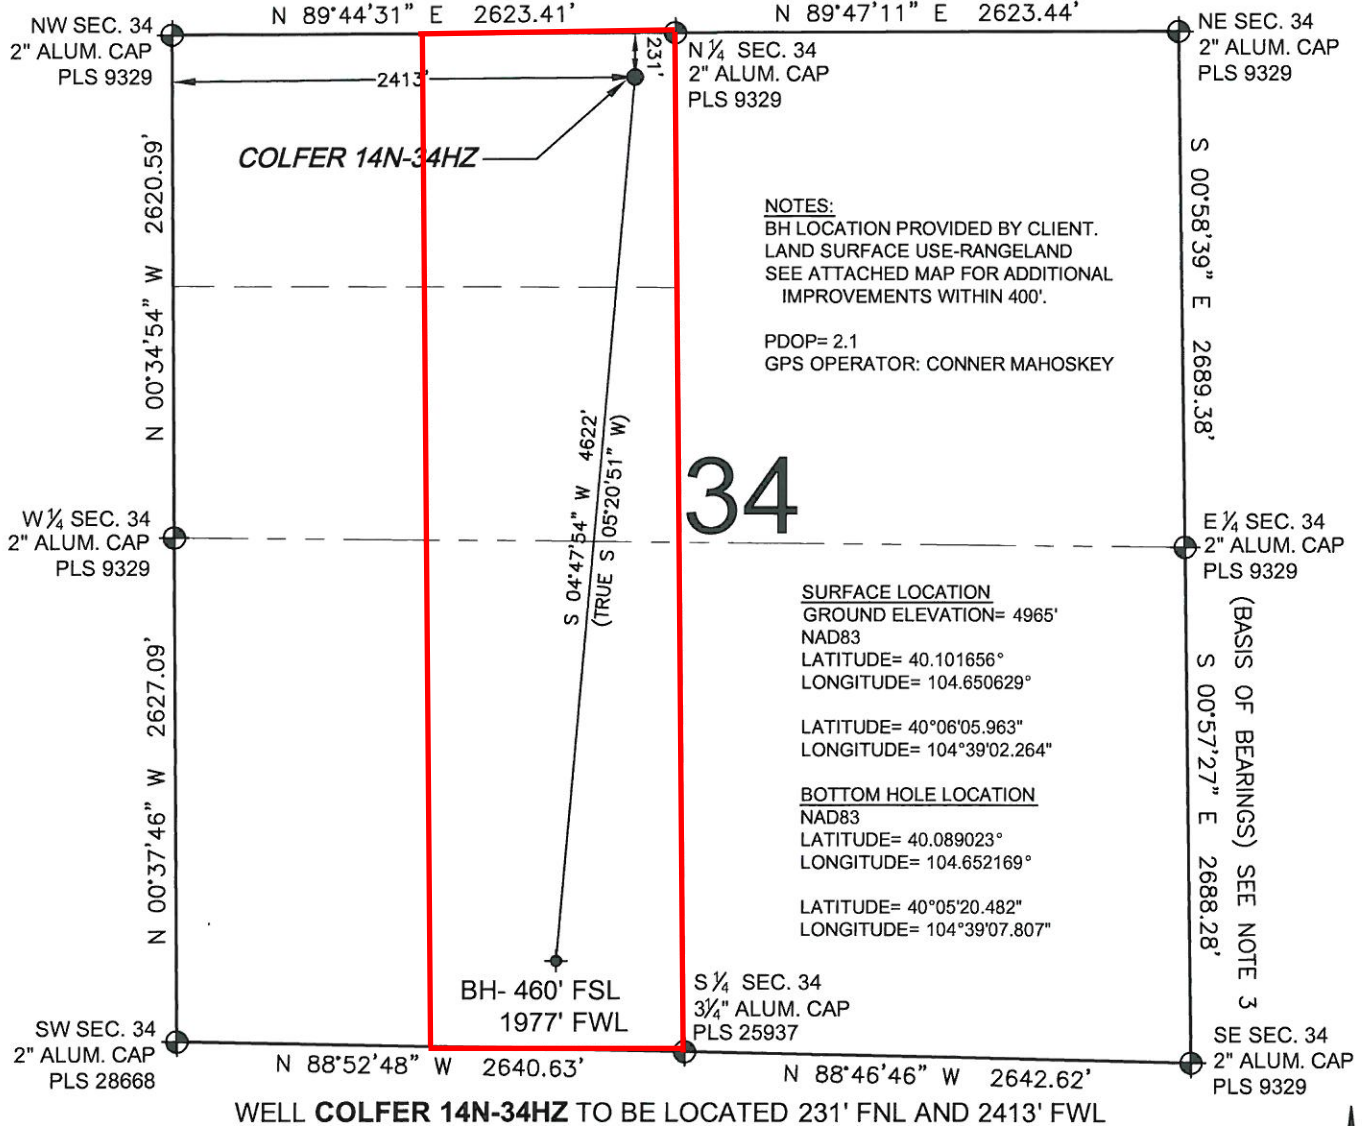 N 89°44'31" E 2623.41'
N 89°47'11" E 2623.44'
NW SEC. 34
2" ALUM. CAP
PLS 9329
N ¼ SEC. 34
2" ALUM. CAP
PLS 9329
NE SEC. 34
2" ALUM. CAP
PLS 9329
231'
2413'
COLFER 14N-34HZ
N 00°34'54" W 2620.59'
S 00°58'39" E 2689.38'
NOTES:
BH LOCATION PROVIDED BY CLIENT.
LAND SURFACE USE-RANGELAND
SEE ATTACHED MAP FOR ADDITIONAL
IMPROVEMENTS WITHIN 400'.
PDOP= 2.1
GPS OPERATOR: CONNER MAHOSKEY
S 04°47'54" W 4622'
(TRUE S 05°20'51" W)
34
W ¼ SEC. 34
2" ALUM. CAP
PLS 9329
E ¼ SEC. 34
2" ALUM. CAP
PLS 9329
SURFACE LOCATION
GROUND ELEVATION= 4965'
NAD83
LATITUDE= 40.101656°
LONGITUDE= 104.650629°
LATITUDE= 40°06'05.963"
LONGITUDE= 104°39'02.264"
BOTTOM HOLE LOCATION
NAD83
LATITUDE= 40.089023°
LONGITUDE= 104.652169°
LATITUDE= 40°05'20.482"
LONGITUDE= 104°39'07.807"
N 00°37'46" W 2627.09'
S 00°57'27" E 2688.28'
(BASIS OF BEARINGS) SEE NOTE 3
BH- 460' FSL
1977' FWL
S ¼ SEC. 34
3¼" ALUM. CAP
PLS 25937
SW SEC. 34
2" ALUM. CAP
PLS 28668
SE SEC. 34
2" ALUM. CAP
PLS 9329
N 88°52'48" W 2640.63'
N 88°46'46" W 2642.62'
WELL COLFER 14N-34HZ TO BE LOCATED 231' FNL AND 2413' FWL